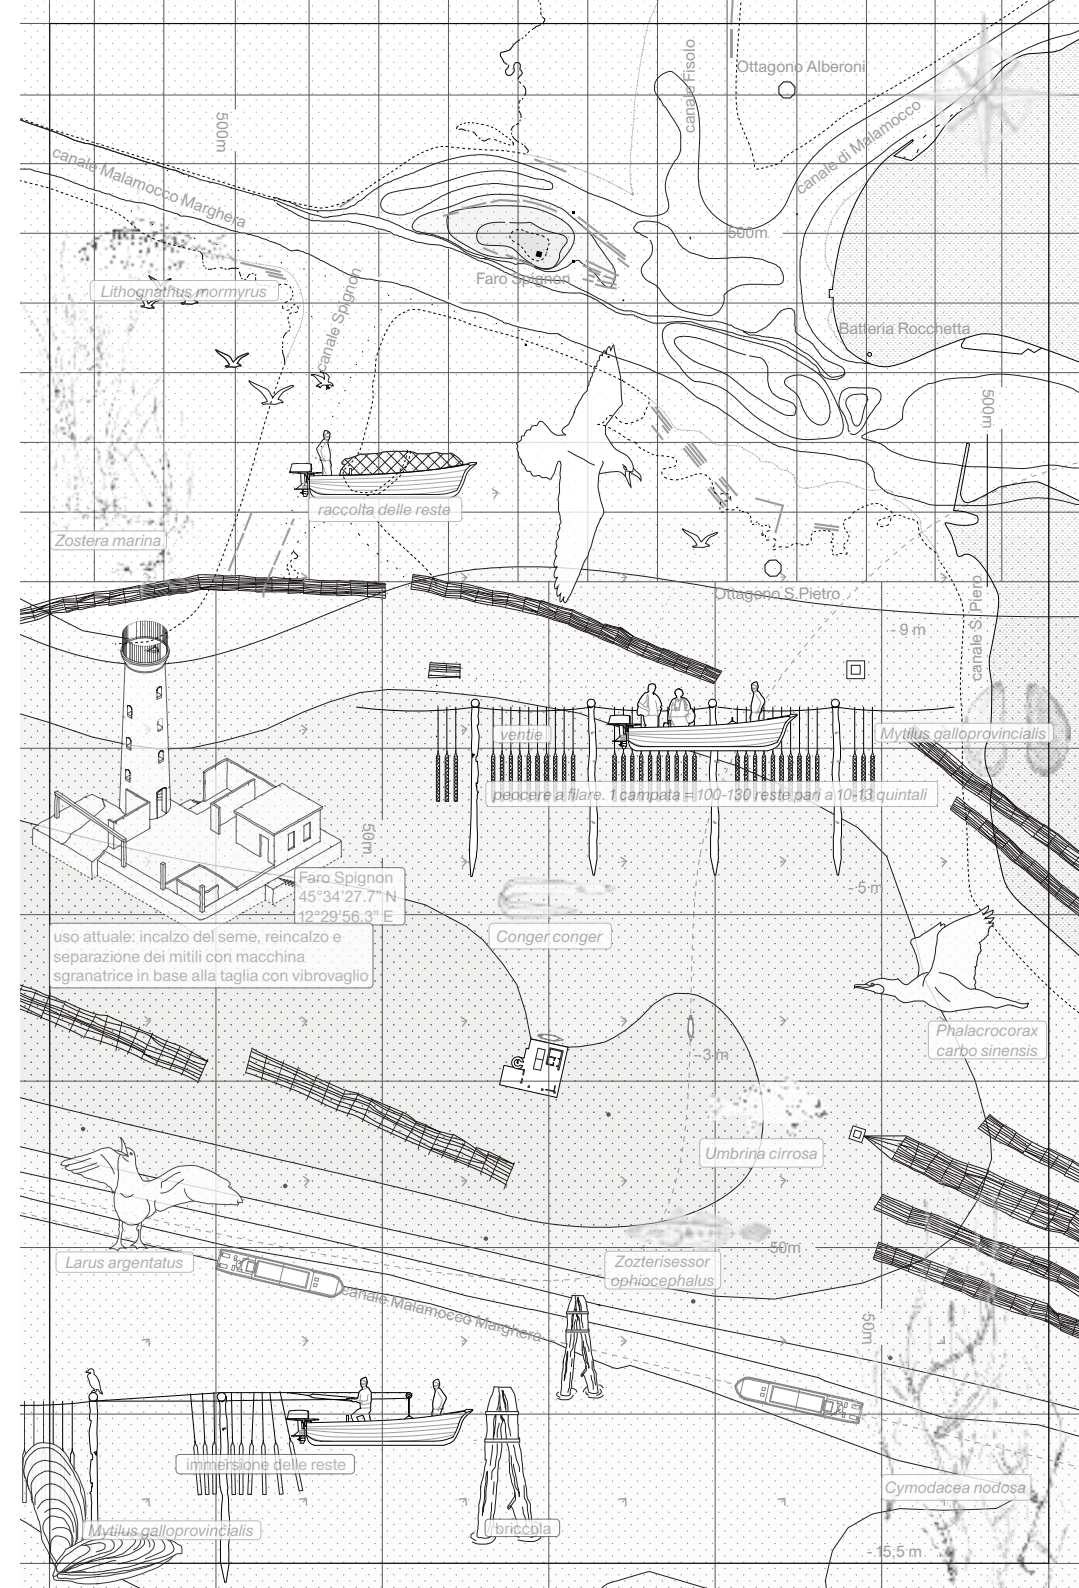 canale Fisolo
Ottagono Alberoni
500m
canale di Malamocco
canale Malamocco Marghera
500m
Faro Spignon
Lithognathus mormyrus
canale Spignon
Batteria Rocchetta
500m
raccolta delle reste
Zostera marina
Ottagono S.Pietro
canale S. Piero
- 9 m
ventie
Mytilus galloprovincialis
peocere a filare. 1 campata = 100-130 reste pari a 10-13 quintali
50m
Faro Spignon
45°34'27.7" N
12°29'56.3" E
- 5 m
uso attuale: incalzo del seme, reincalzo e
separazione dei mitili con macchina
sgranatrice in base alla taglia con vibrovaglio
Conger conger
Phalacrocorax
carbo sinensis
- 3 m
Umbrina cirrosa
Larus argentatus
50m
Zozterisessor
ophiocephalus
canale Malamocco Marghera
50m
immersione delle reste
Cymodacea nodosa
Mytilus galloprovincialis
briccola
- 15,5 m